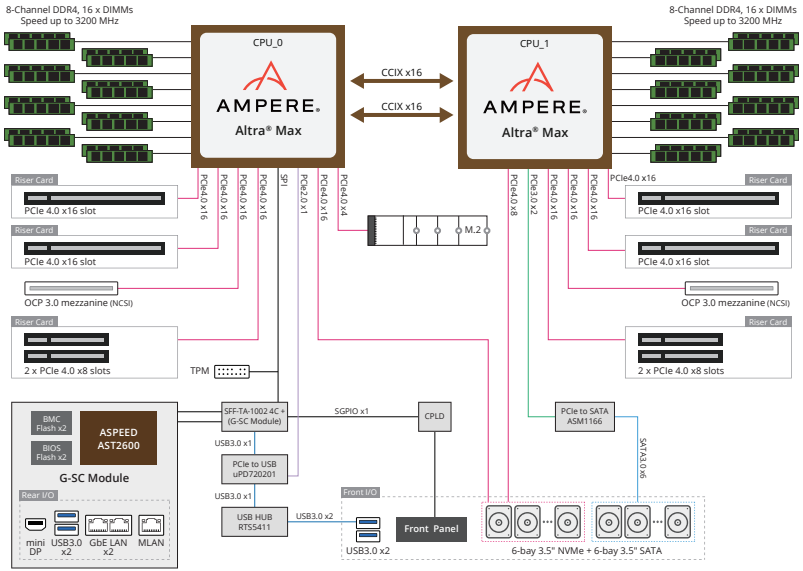 8-Channel DDR4, 16 x DIMMs
Speed up to 3200 MHz
8-Channel DDR4, 16 x DIMMs
Speed up to 3200 MHz
CPU_0
AMPERE®
Altra® Max
CCIX x16
CCIX x16
CPU_1
AMPERE®
Altra® Max
PCIe4.0 x16
PCIe4.0 x16
PCIe4.0 x16
PCIe4.0 x16
SPI
PCIe2.0 x1
PCIe4.0 x16
PCIe4.0 x4
PCIe4.0 x8
PCIe3.0 x2
PCIe4.0 x16
PCIe4.0 x16
PCIe4.0 x16
PCIe4.0 x16
Riser Card
PCIe 4.0 x16 slot
Riser Card
PCIe 4.0 x16 slot
OCP 3.0 mezzanine (NCSI)
Riser Card
2 x PCIe 4.0 x8 slots
M.2
Riser Card
PCIe 4.0 x16 slot
Riser Card
PCIe 4.0 x16 slot
OCP 3.0 mezzanine (NCSI)
Riser Card
2 x PCIe 4.0 x8 slots
TPM
SFF-TA-1002 4C +
(G-SC Module)
SGPIO x1
CPLD
PCIe to SATA
ASM1166
SATA3.0 x6
USB3.0 x1
PCIe to USB
uPD720201
USB3.0 x1
USB HUB
RTS5411
USB3.0 x2
BMC
Flash x2
BIOS
Flash x2
ASPEED
AST2600
G-SC Module
Rear I/O
mini
DP
USB3.0
x2
GbE LAN
x2
MLAN
Front I/O
USB3.0 x2
Front Panel
6-bay 3.5" NVMe + 6-bay 3.5" SATA